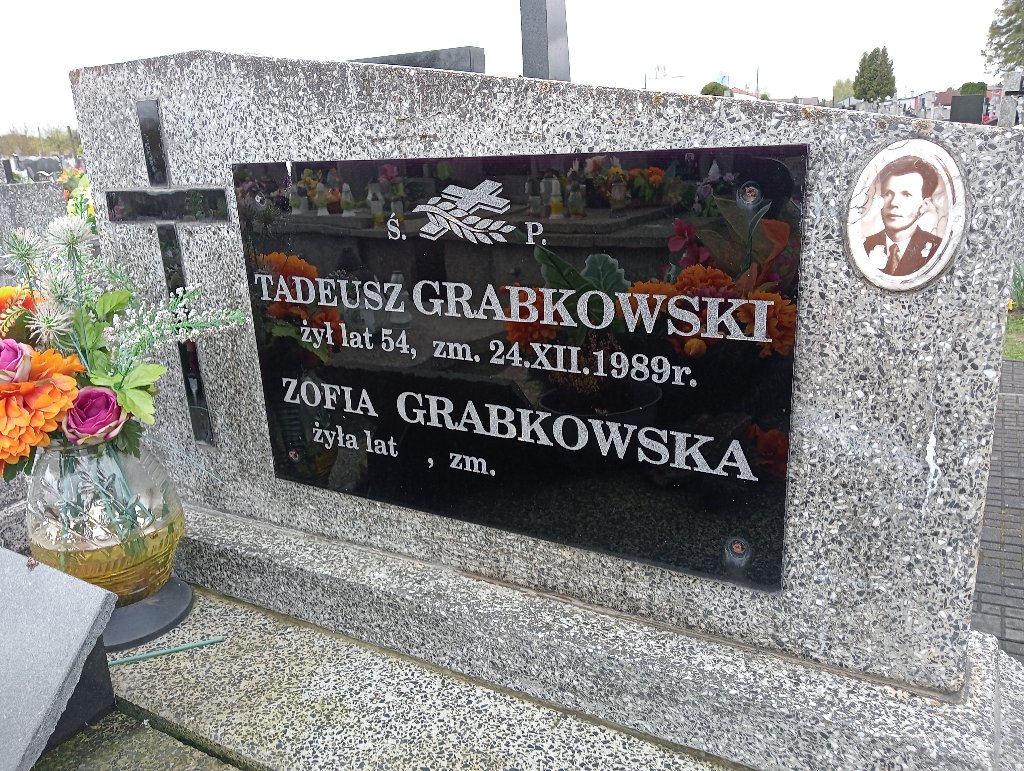 Ś. P.
TADEUSZ GRABKOWSKI
żył lat 54, zm. 24.XII.1989r.
ZOFIA GRABKOWSKA
żyła lat , zm.